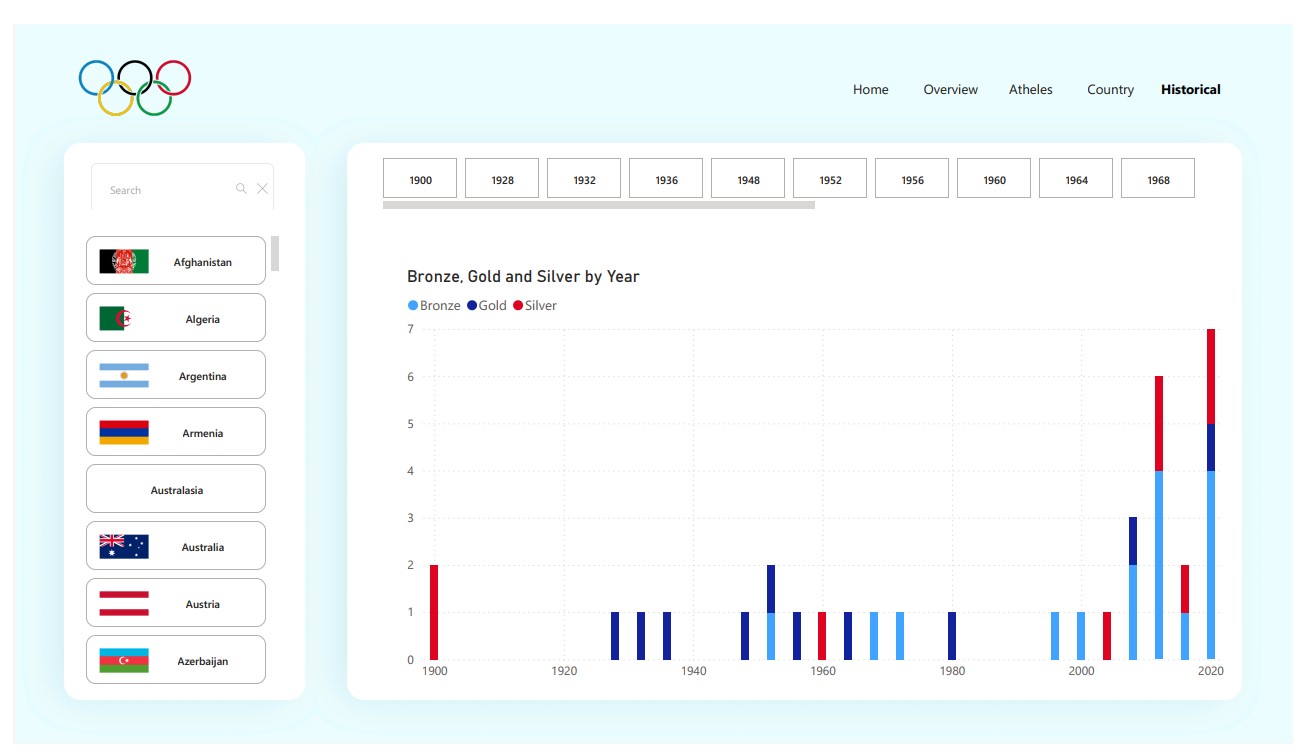 Home Overview Atheles Country Historical
Search
Afghanistan
Algeria
Argentina
Armenia
Australasia
Australia
Austria
Azerbaijan
1900 1928 1932 1936 1948 1952 1956 1960 1964 1968
Bronze, Gold and Silver by Year
Bronze Gold Silver
7
6
5
4
3
2
1
0
1900 1920 1940 1960 1980 2000 2020